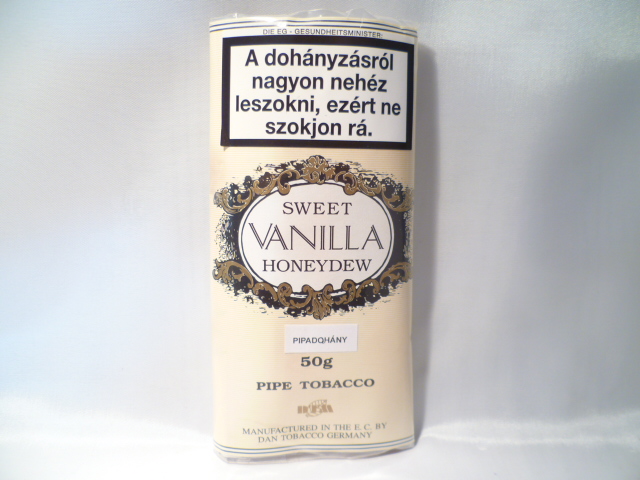 DIE EG - GESUNDHEITSMINISTER:
A dohányzásról
nagyon nehéz
leszokni, ezért ne
szokjon rá.
SWEET
VANILLA
HONEYDEW
PIPADOHÁNY
50g
PIPE TOBACCO
DTM
MANUFACTURED IN THE E. C. BY
DAN TOBACCO GERMANY